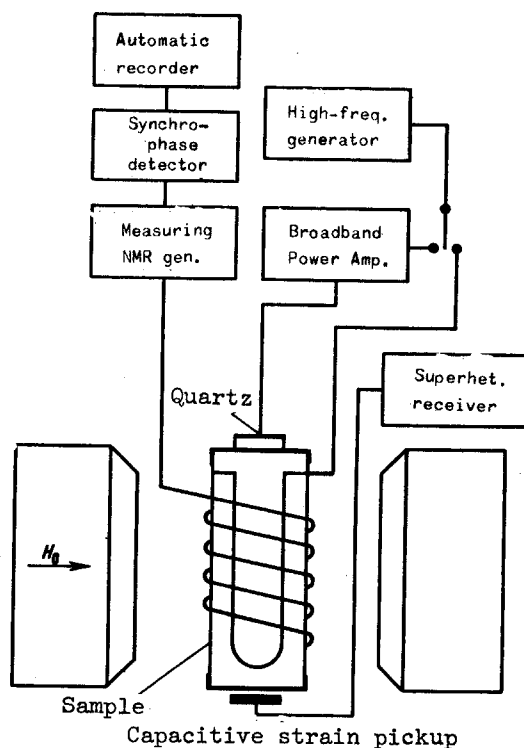 Automatic
recorder
Synchro-
phase
detector
Measuring
NMR gen.
High-freq.
generator
Broadband
Power Amp.
Superhet.
receiver
Quartz
H₀
Sample
Capacitive strain pickup